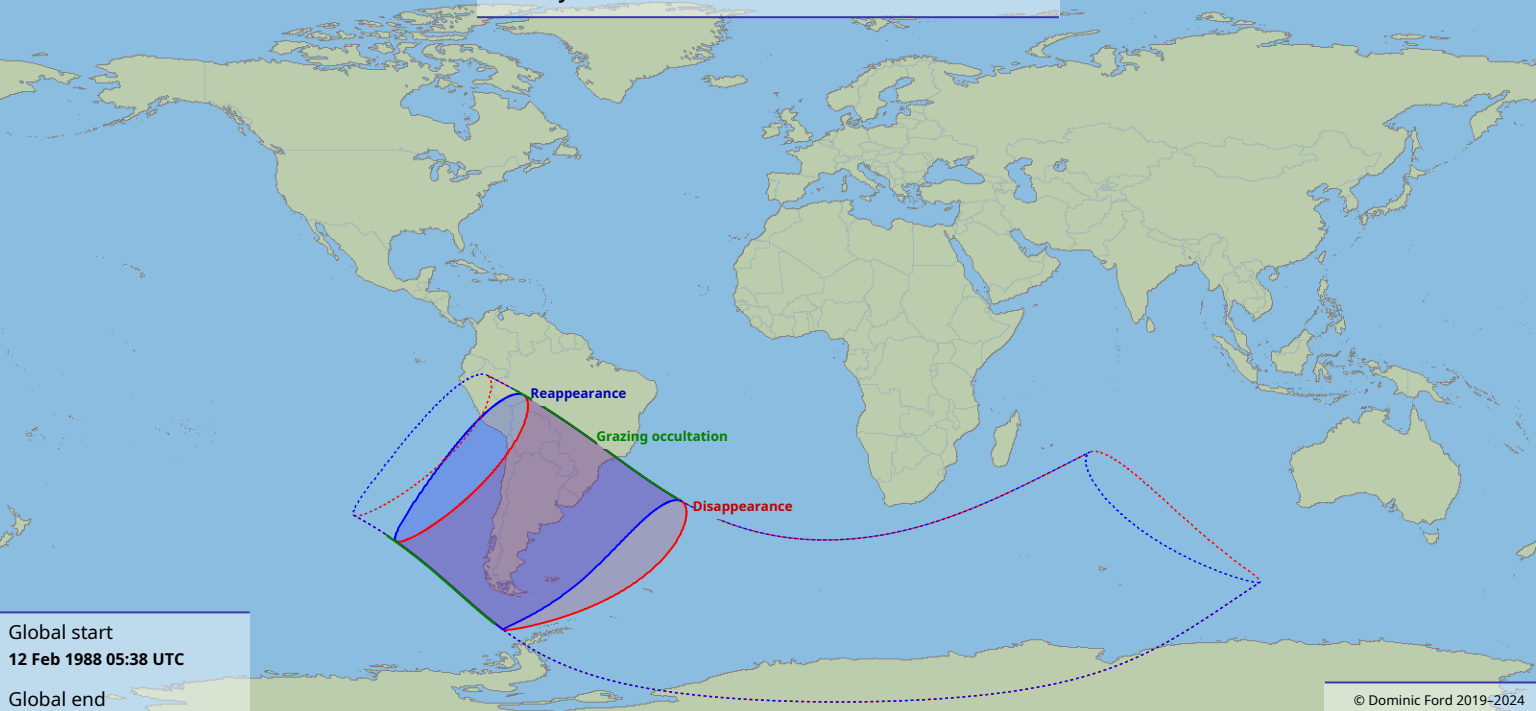 Reappearance
Grazing occultation
Disappearance
Global start
12 Feb 1988 05:38 UTC
Global end
© Dominic Ford 2019–2024